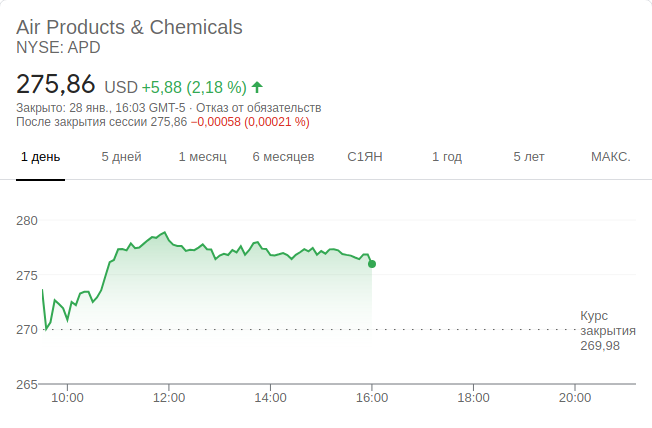 Air Products & Chemicals
NYSE: APD
275,86 USD +5,88 (2,18 %)
Закрыто: 28 янв., 16:03 GMT-5 · Отказ от обязательств
После закрытия сессии 275,86 −0,00058 (0,00021 %)
1 день 5 дней 1 месяц 6 месяцев С1ЯН 1 год 5 лет МАКС.
280
275
270
265
Курс
закрытия
269,98
10:00 12:00 14:00 16:00 18:00 20:00